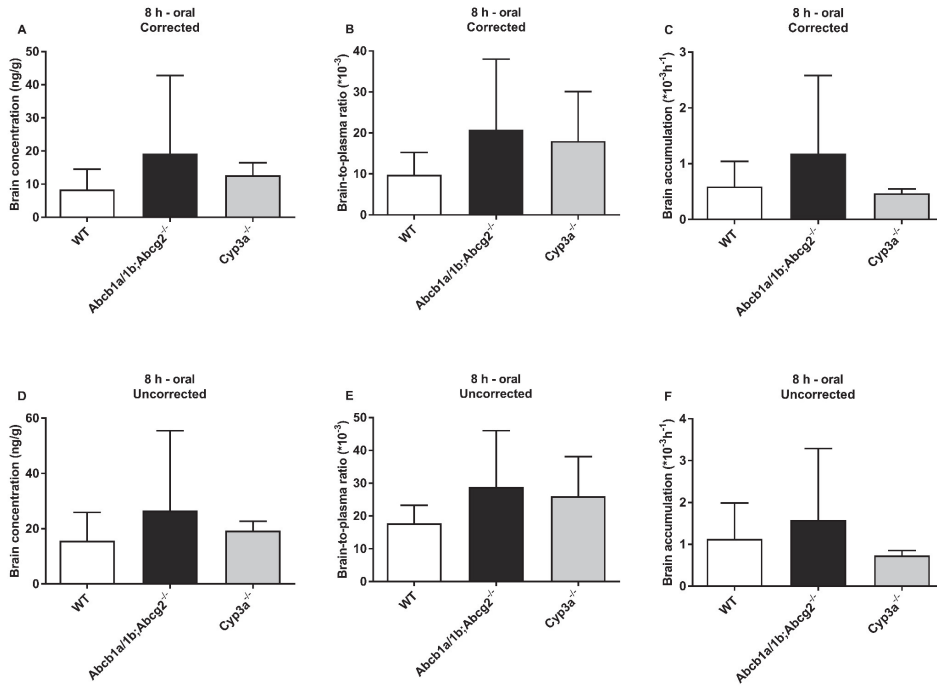 A
8 h - oral
Corrected
Brain concentration (ng/g)
50
40
30
20
10
0
WT
Abcb1a/1b;Abcg2-/-
Cyp3a-/-
B
8 h - oral
Corrected
Brain-to-plasma ratio (*10-3)
40
30
20
10
0
WT
Abcb1a/1b;Abcg2-/-
Cyp3a-/-
C
8 h - oral
Corrected
Brain accumulation (*10-3h-1)
3
2
1
0
WT
Abcb1a/1b;Abcg2-/-
Cyp3a-/-
D
8 h - oral
Uncorrected
Brain concentration (ng/g)
60
40
20
0
WT
Abcb1a/1b;Abcg2-/-
Cyp3a-/-
E
8 h - oral
Uncorrected
Brain-to-plasma ratio (*10-3)
50
40
30
20
10
0
WT
Abcb1a/1b;Abcg2-/-
Cyp3a-/-
F
8 h - oral
Uncorrected
Brain accumulation (*10-3h-1)
4
3
2
1
0
WT
Abcb1a/1b;Abcg2-/-
Cyp3a-/-